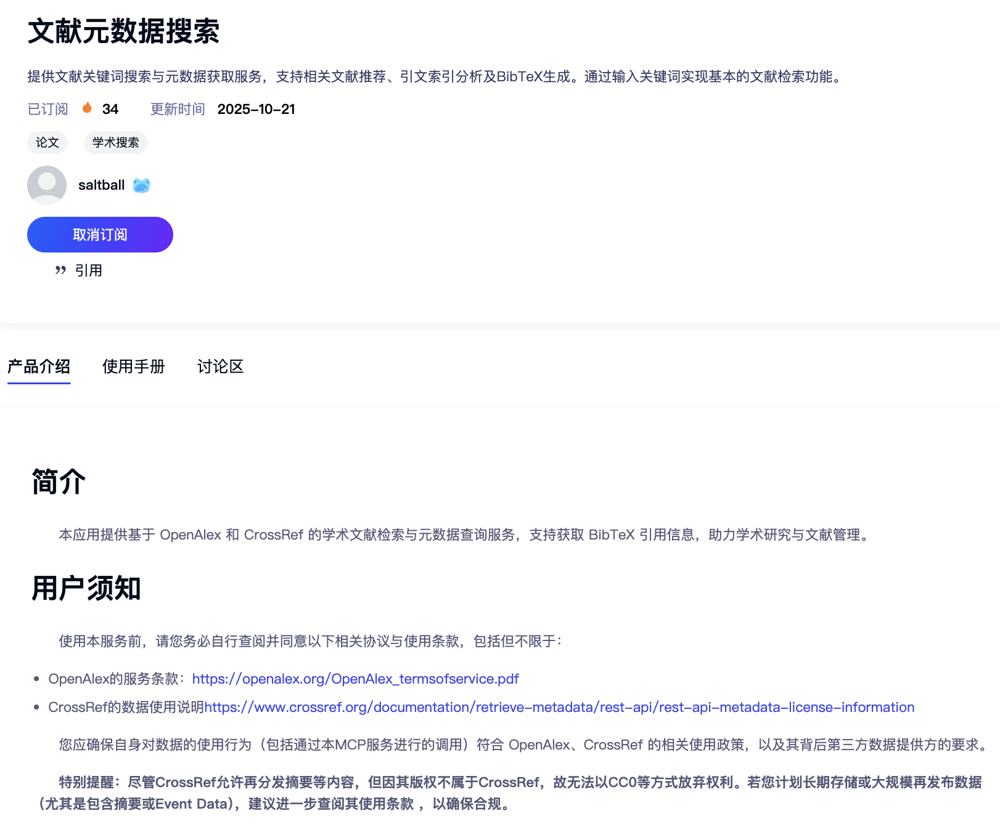 文献元数据搜索
提供文献关键词搜索与元数据获取服务，支持相关文献推荐、引文索引分析及BibTeX生成。通过输入关键词实现基本的文献检索功能。
已订阅 34 更新时间 2025-10-21
论文 学术搜索
saltball
取消订阅
引用
产品介绍 使用手册 讨论区
简介
本应用提供基于 OpenAlex 和 CrossRef 的学术文献检索与元数据查询服务，支持获取 BibTeX 引用信息，助力学术研究与文献管理。
用户须知
使用本服务前，请您务必自行查阅并同意以下相关协议与使用条款，包括但不限于：
• OpenAlex的服务条款：https://openalex.org/OpenAlex_termsofservice.pdf
• CrossRef的数据使用说明https://www.crossref.org/documentation/retrieve-metadata/rest-api/rest-api-metadata-license-information
您应确保自身对数据的使用行为（包括通过本MCP服务进行的调用）符合 OpenAlex、CrossRef 的相关使用政策，以及其背后第三方数据提供方的要求。
特别提醒：尽管CrossRef允许再分发摘要等内容，但因其版权不属于CrossRef，故无法以CC0等方式放弃权利。若您计划长期存储或大规模再发布数据
（尤其是包含摘要或Event Data），建议进一步查阅其使用条款 ，以确保合规。